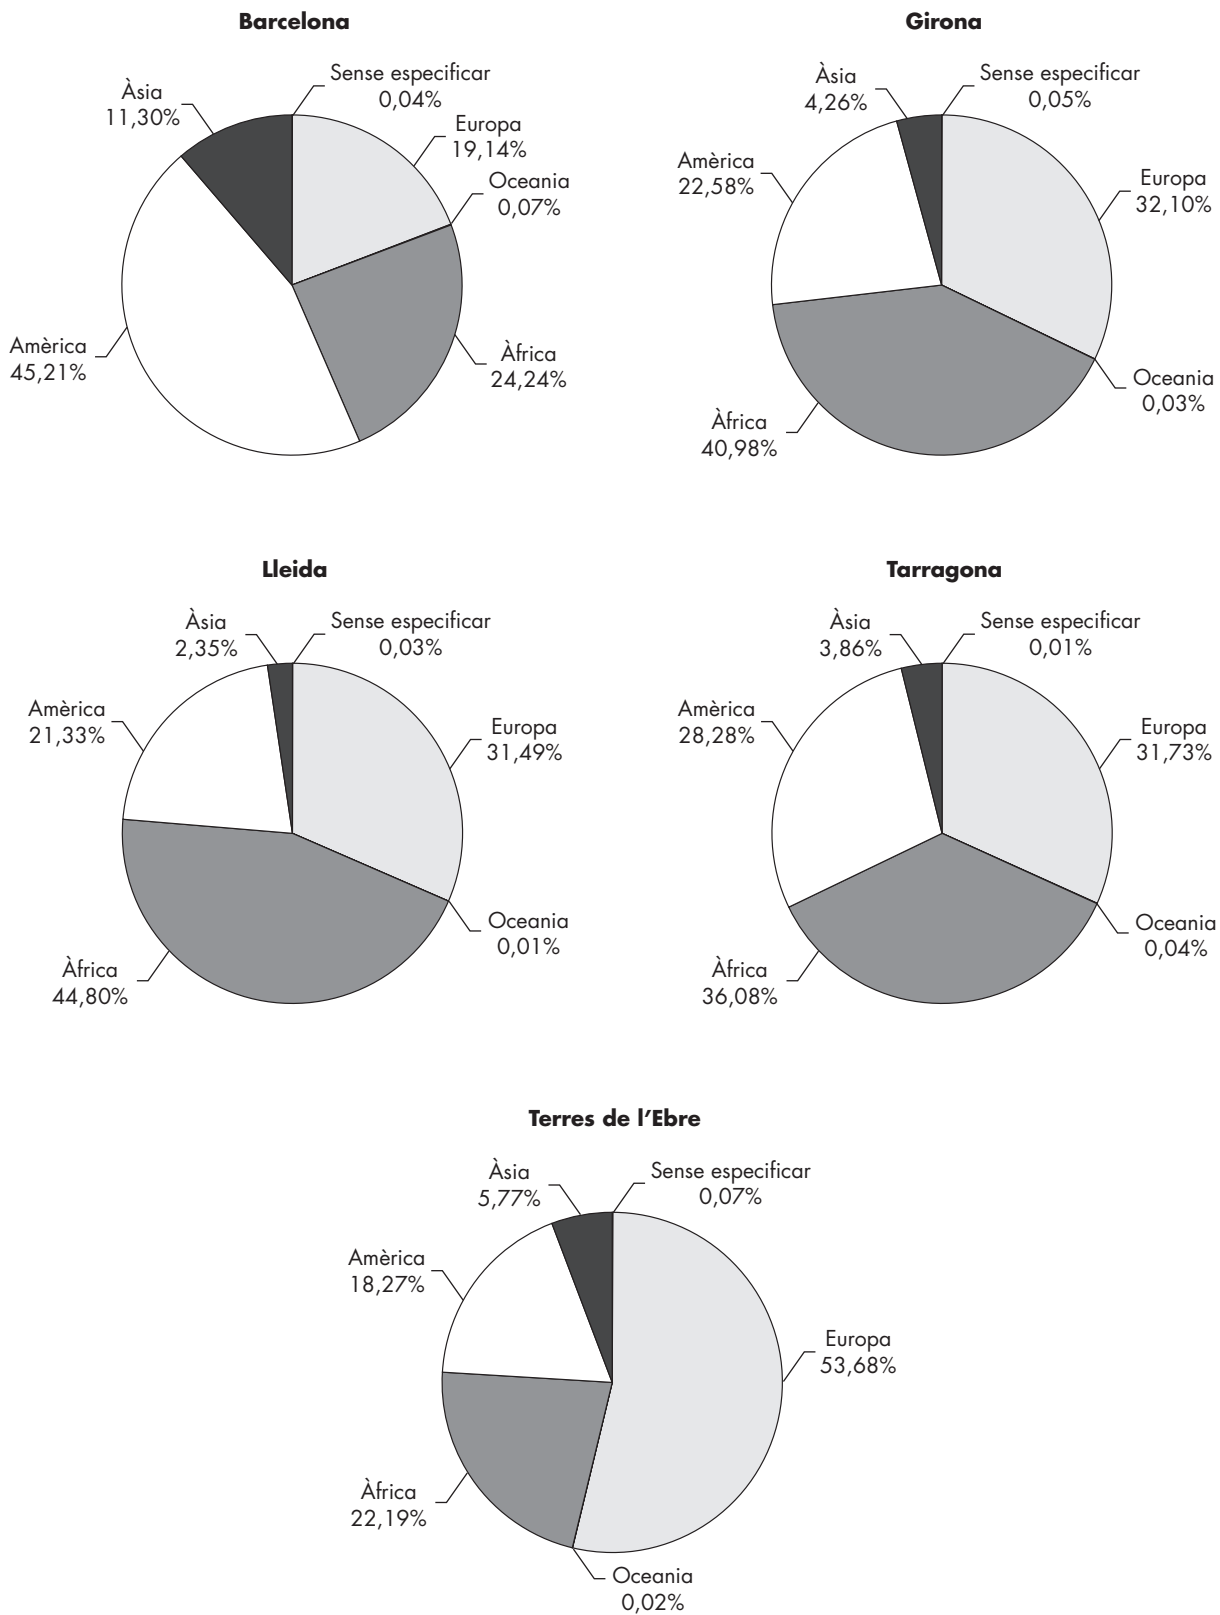 Barcelona
Sense especificar
0,04%
Àsia
11,30%
Europa
19,14%
Oceania
0,07%
Amèrica
45,21%
Àfrica
24,24%
Girona
Sense especificar
0,05%
Àsia
4,26%
Amèrica
22,58%
Europa
32,10%
Oceania
0,03%
Àfrica
40,98%
Lleida
Àsia
2,35%
Sense especificar
0,03%
Amèrica
21,33%
Europa
31,49%
Oceania
0,01%
Àfrica
44,80%
Tarragona
Àsia
3,86%
Sense especificar
0,01%
Amèrica
28,28%
Europa
31,73%
Oceania
0,04%
Àfrica
36,08%
Terres de l’Ebre
Àsia
5,77%
Sense especificar
0,07%
Amèrica
18,27%
Europa
53,68%
Àfrica
22,19%
Oceania
0,02%